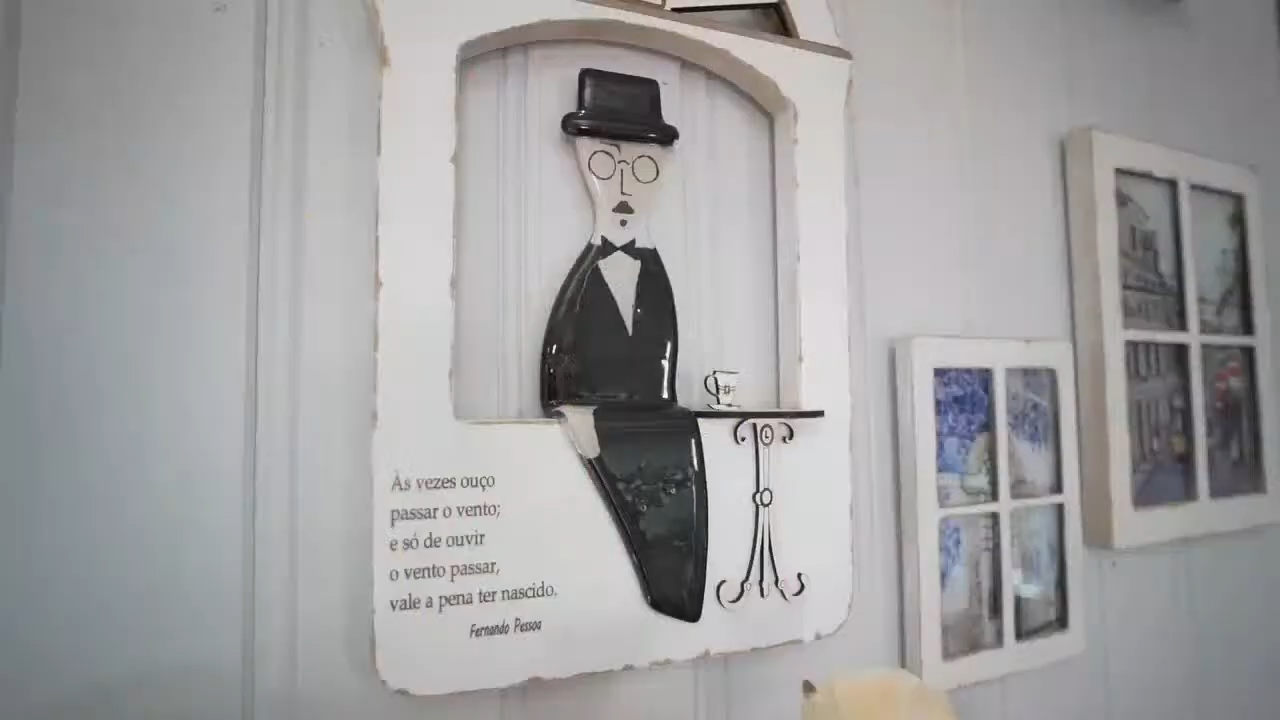 Às vezes ouço
passar o vento;
e só de ouvir
o vento passar,
vale a pena ter nascido.
Fernando Pessoa